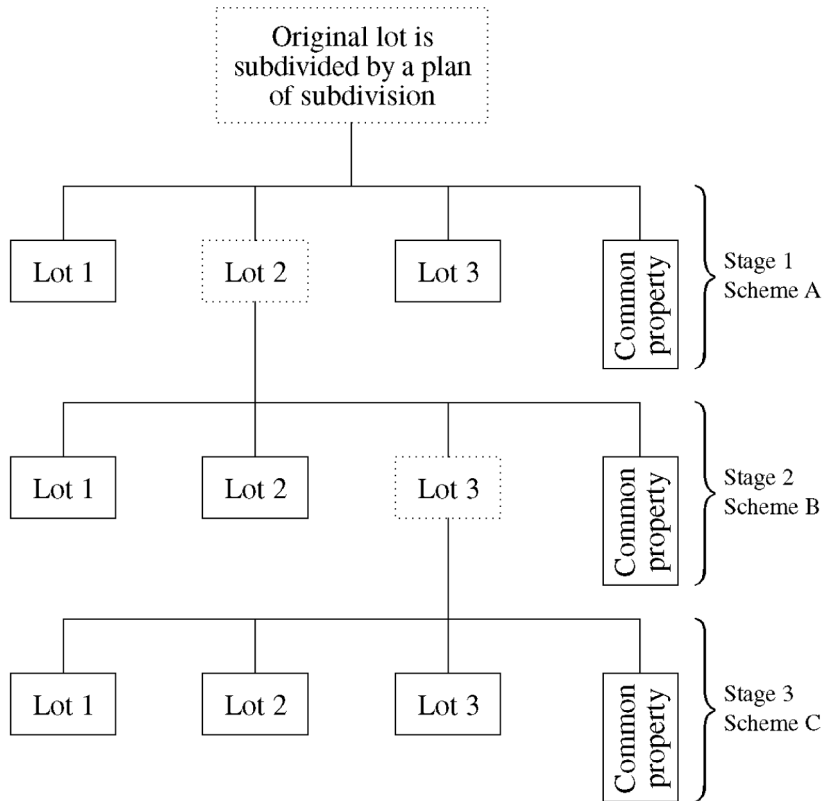 Original lot is
subdivided by a plan
of subdivision
Lot 1
Lot 2
Lot 3
Common
property
Stage 1
Scheme A
Lot 1
Lot 2
Lot 3
Common
property
Stage 2
Scheme B
Lot 1
Lot 2
Lot 3
Common
property
Stage 3
Scheme C